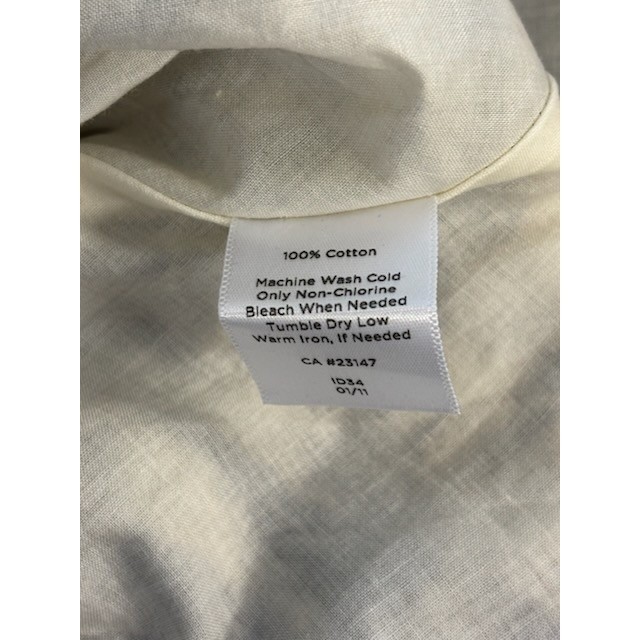 100% Cotton
Machine Wash Cold
Only Non-Chlorine
Bleach When Needed
Tumble Dry Low
Warm Iron, If Needed
CA #23147
ID34
01/11